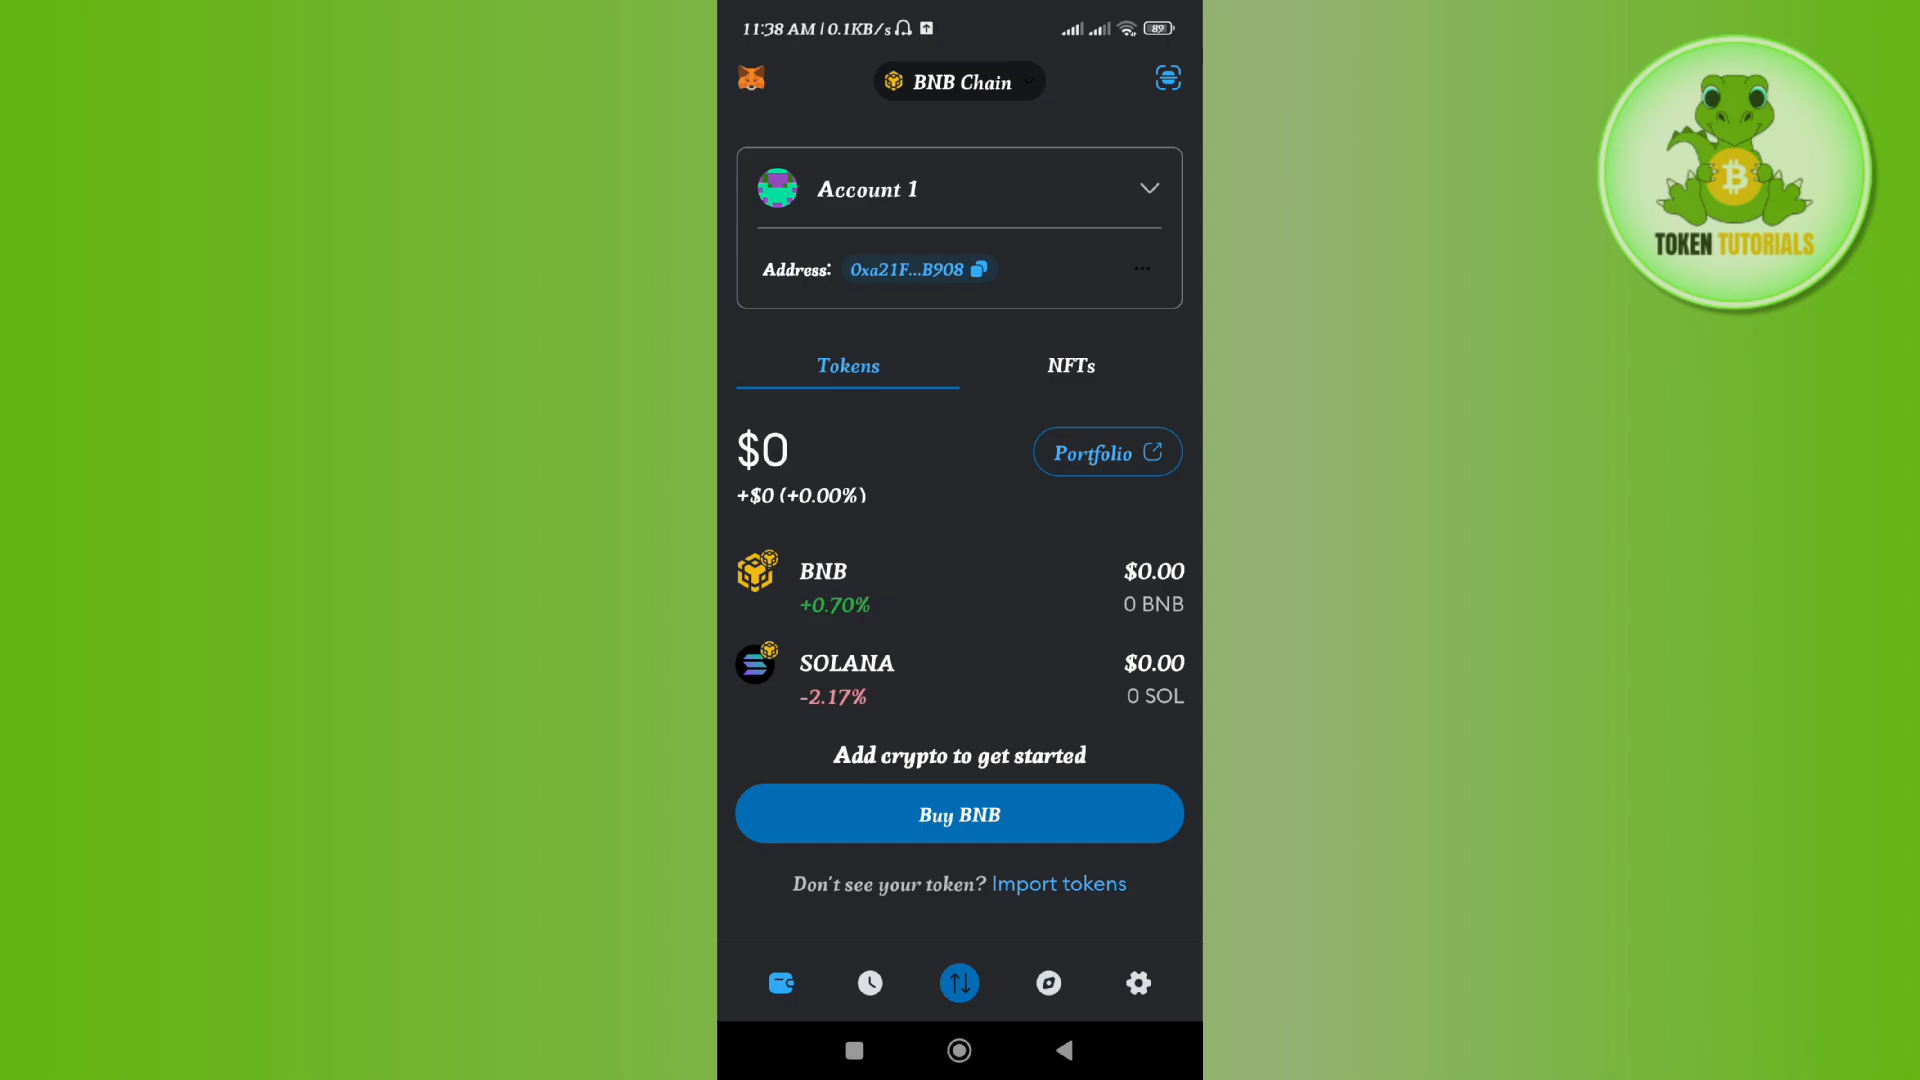 11:38 AM | 0.1KB/s
89
BNB Chain
Account 1
Address: 0xa21F...B908
Tokens
NFTs
$0
Portfolio
+$0 (+0.00%)
BNB
$0.00
+0.70%
0 BNB
SOLANA
$0.00
-2.17%
0 SOL
Add crypto to get started
Buy BNB
Don't see your token? Import tokens
TOKEN TUTORIALS